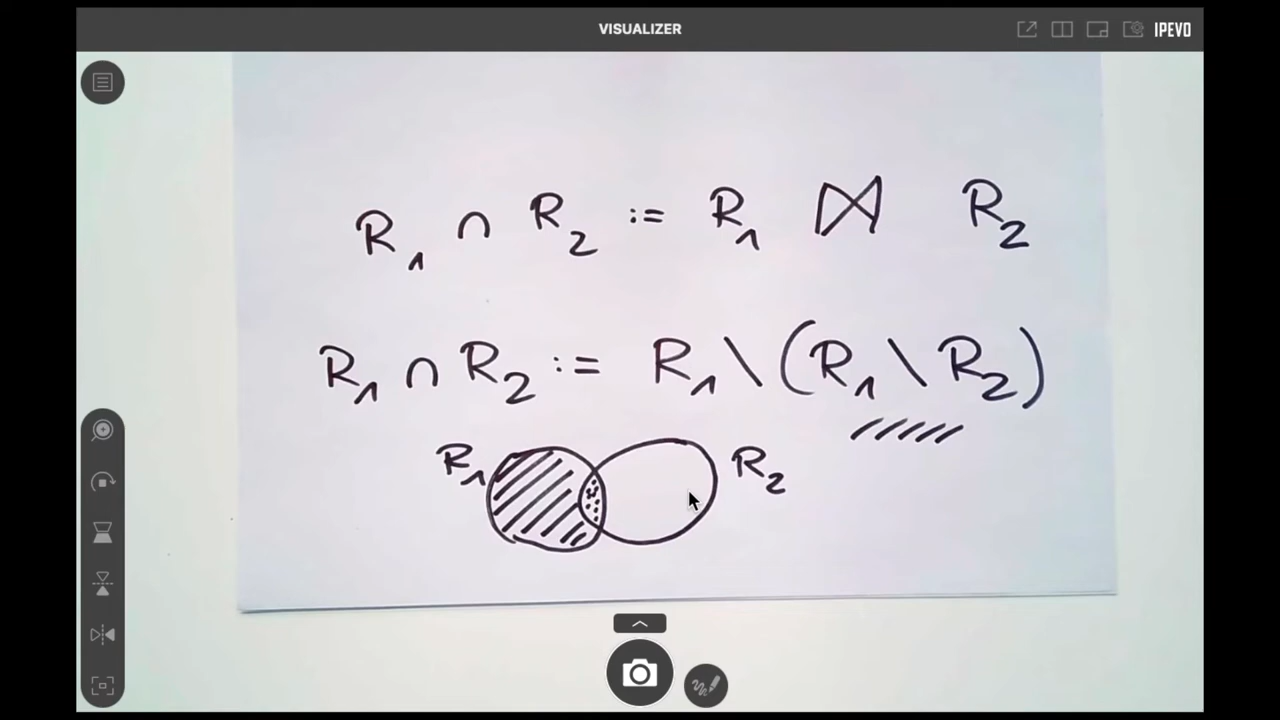 VISUALIZER
IPEVO
R₁ ∩ R₂ := R₁ ⋈ R₂
R₁ ∩ R₂ := R₁ \ (R₁ \ R₂)
R₁ R₂